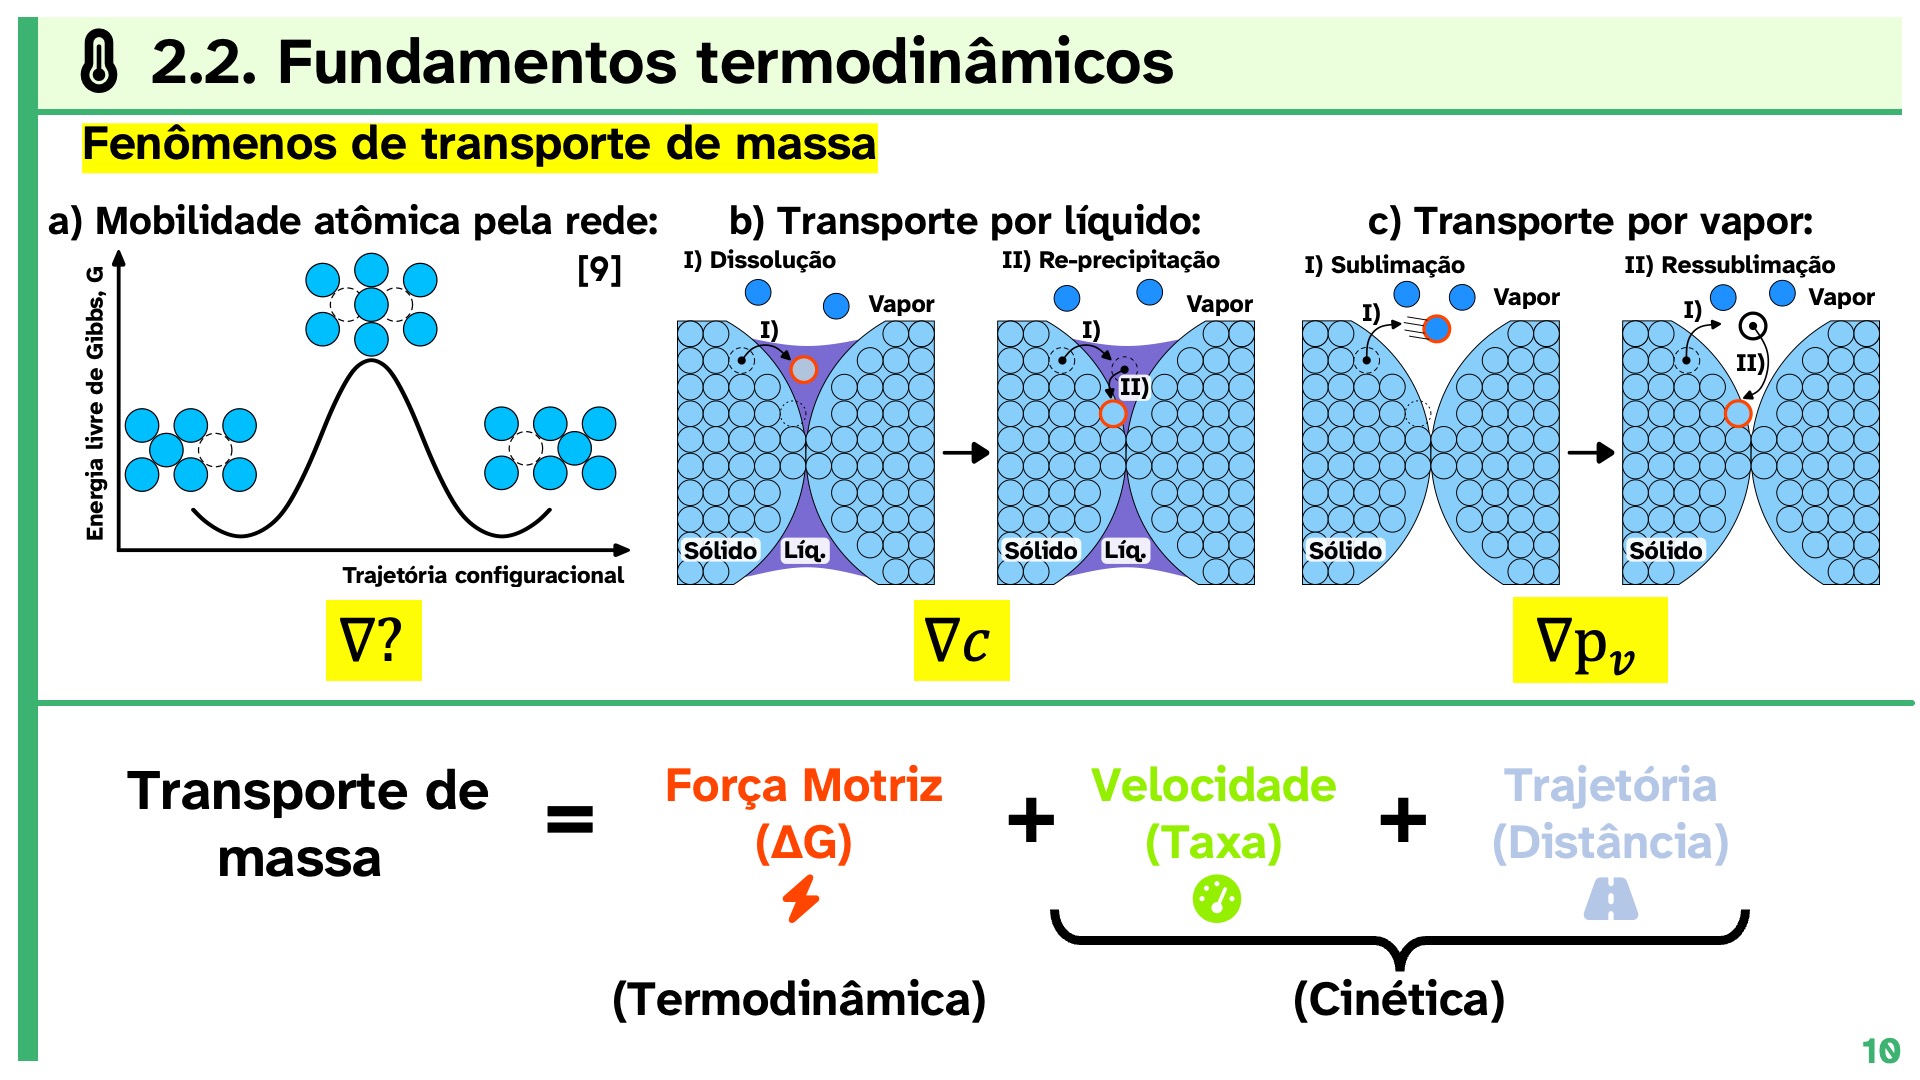 2.2. Fundamentos termodinâmicos
Fenômenos de transporte de massa
a) Mobilidade atômica pela rede:
[9]
Energia livre de Gibbs, G
Trajetória configuracional
∇?
b) Transporte por líquido:
I) Dissolução
Vapor
I)
Sólido
Líq.
II) Re-precipitação
Vapor
I)
II)
Sólido
Líq.
∇c
c) Transporte por vapor:
I) Sublimação
Vapor
I)
Sólido
II) Ressublimação
Vapor
I)
II)
Sólido
∇pᵥ
Transporte de
massa
=
Força Motriz
(ΔG)
+
Velocidade
(Taxa)
+
Trajetória
(Distância)
(Termodinâmica)
(Cinética)
10